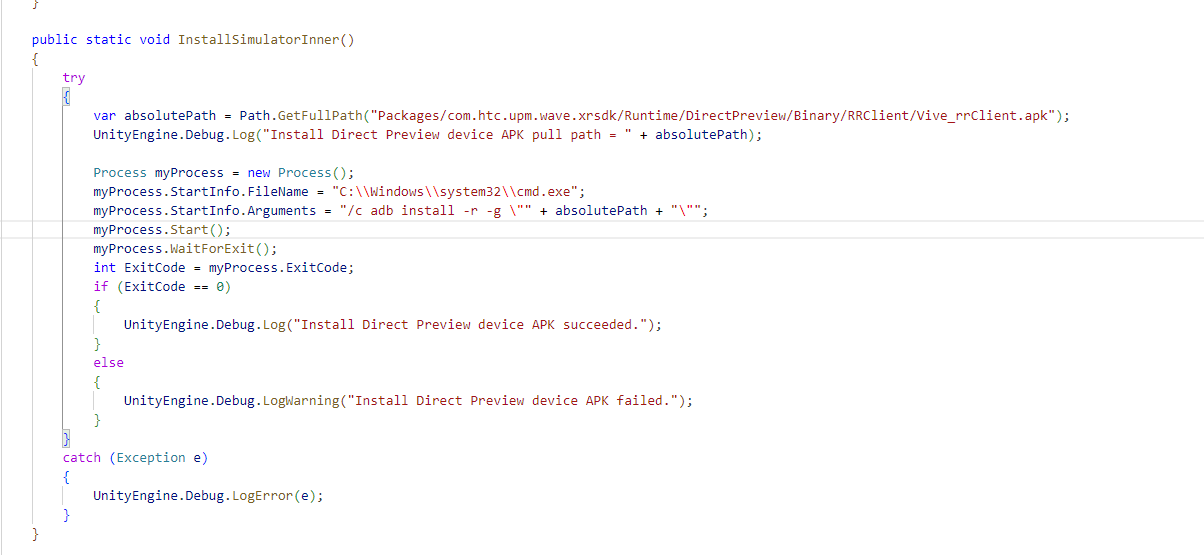 }
public static void InstallSimulatorInner()
{
try
{
var absolutePath = Path.GetFullPath("Packages/com.htc.upm.wave.xrsdk/Runtime/DirectPreview/Binary/RRClient/Vive_rrClient.apk");
UnityEngine.Debug.Log("Install Direct Preview device APK pull path = " + absolutePath);
Process myProcess = new Process();
myProcess.StartInfo.FileName = "C:\\Windows\\system32\\cmd.exe";
myProcess.StartInfo.Arguments = "/c adb install -r -g \"" + absolutePath + "\"";
myProcess.Start();
myProcess.WaitForExit();
int ExitCode = myProcess.ExitCode;
if (ExitCode == 0)
{
UnityEngine.Debug.Log("Install Direct Preview device APK succeeded.");
}
else
{
UnityEngine.Debug.LogWarning("Install Direct Preview device APK failed.");
}
}
catch (Exception e)
{
UnityEngine.Debug.LogError(e);
}
}